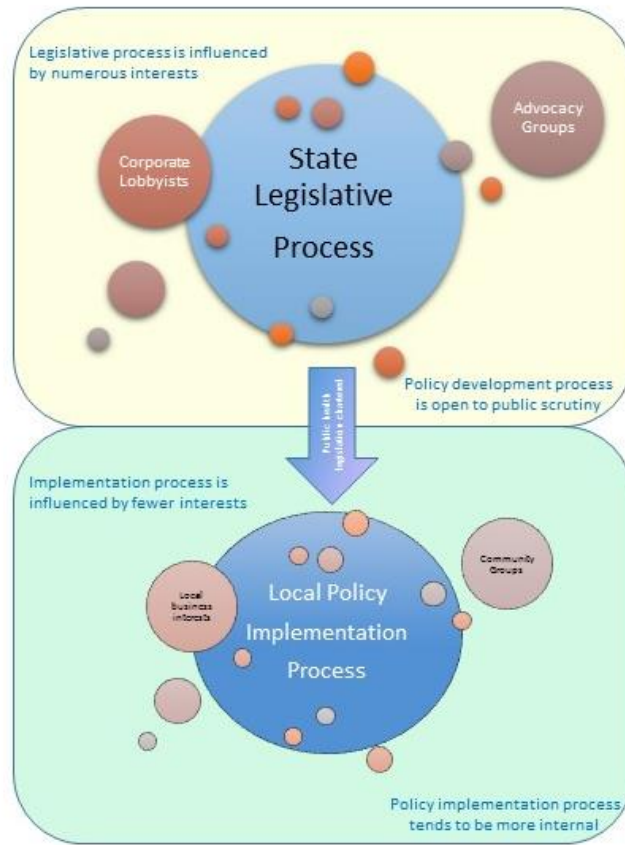 Legislative process is influenced
by numerous interests
Advocacy
Groups
Corporate
Lobbyists
State
Legislative
Process
Policy development process
is open to public scrutiny
Public health
legislation chartered
Implementation process is
influenced by fewer interests
Community
Groups
Local
business
interests
Local Policy
Implementation
Process
Policy implementation process
tends to be more internal